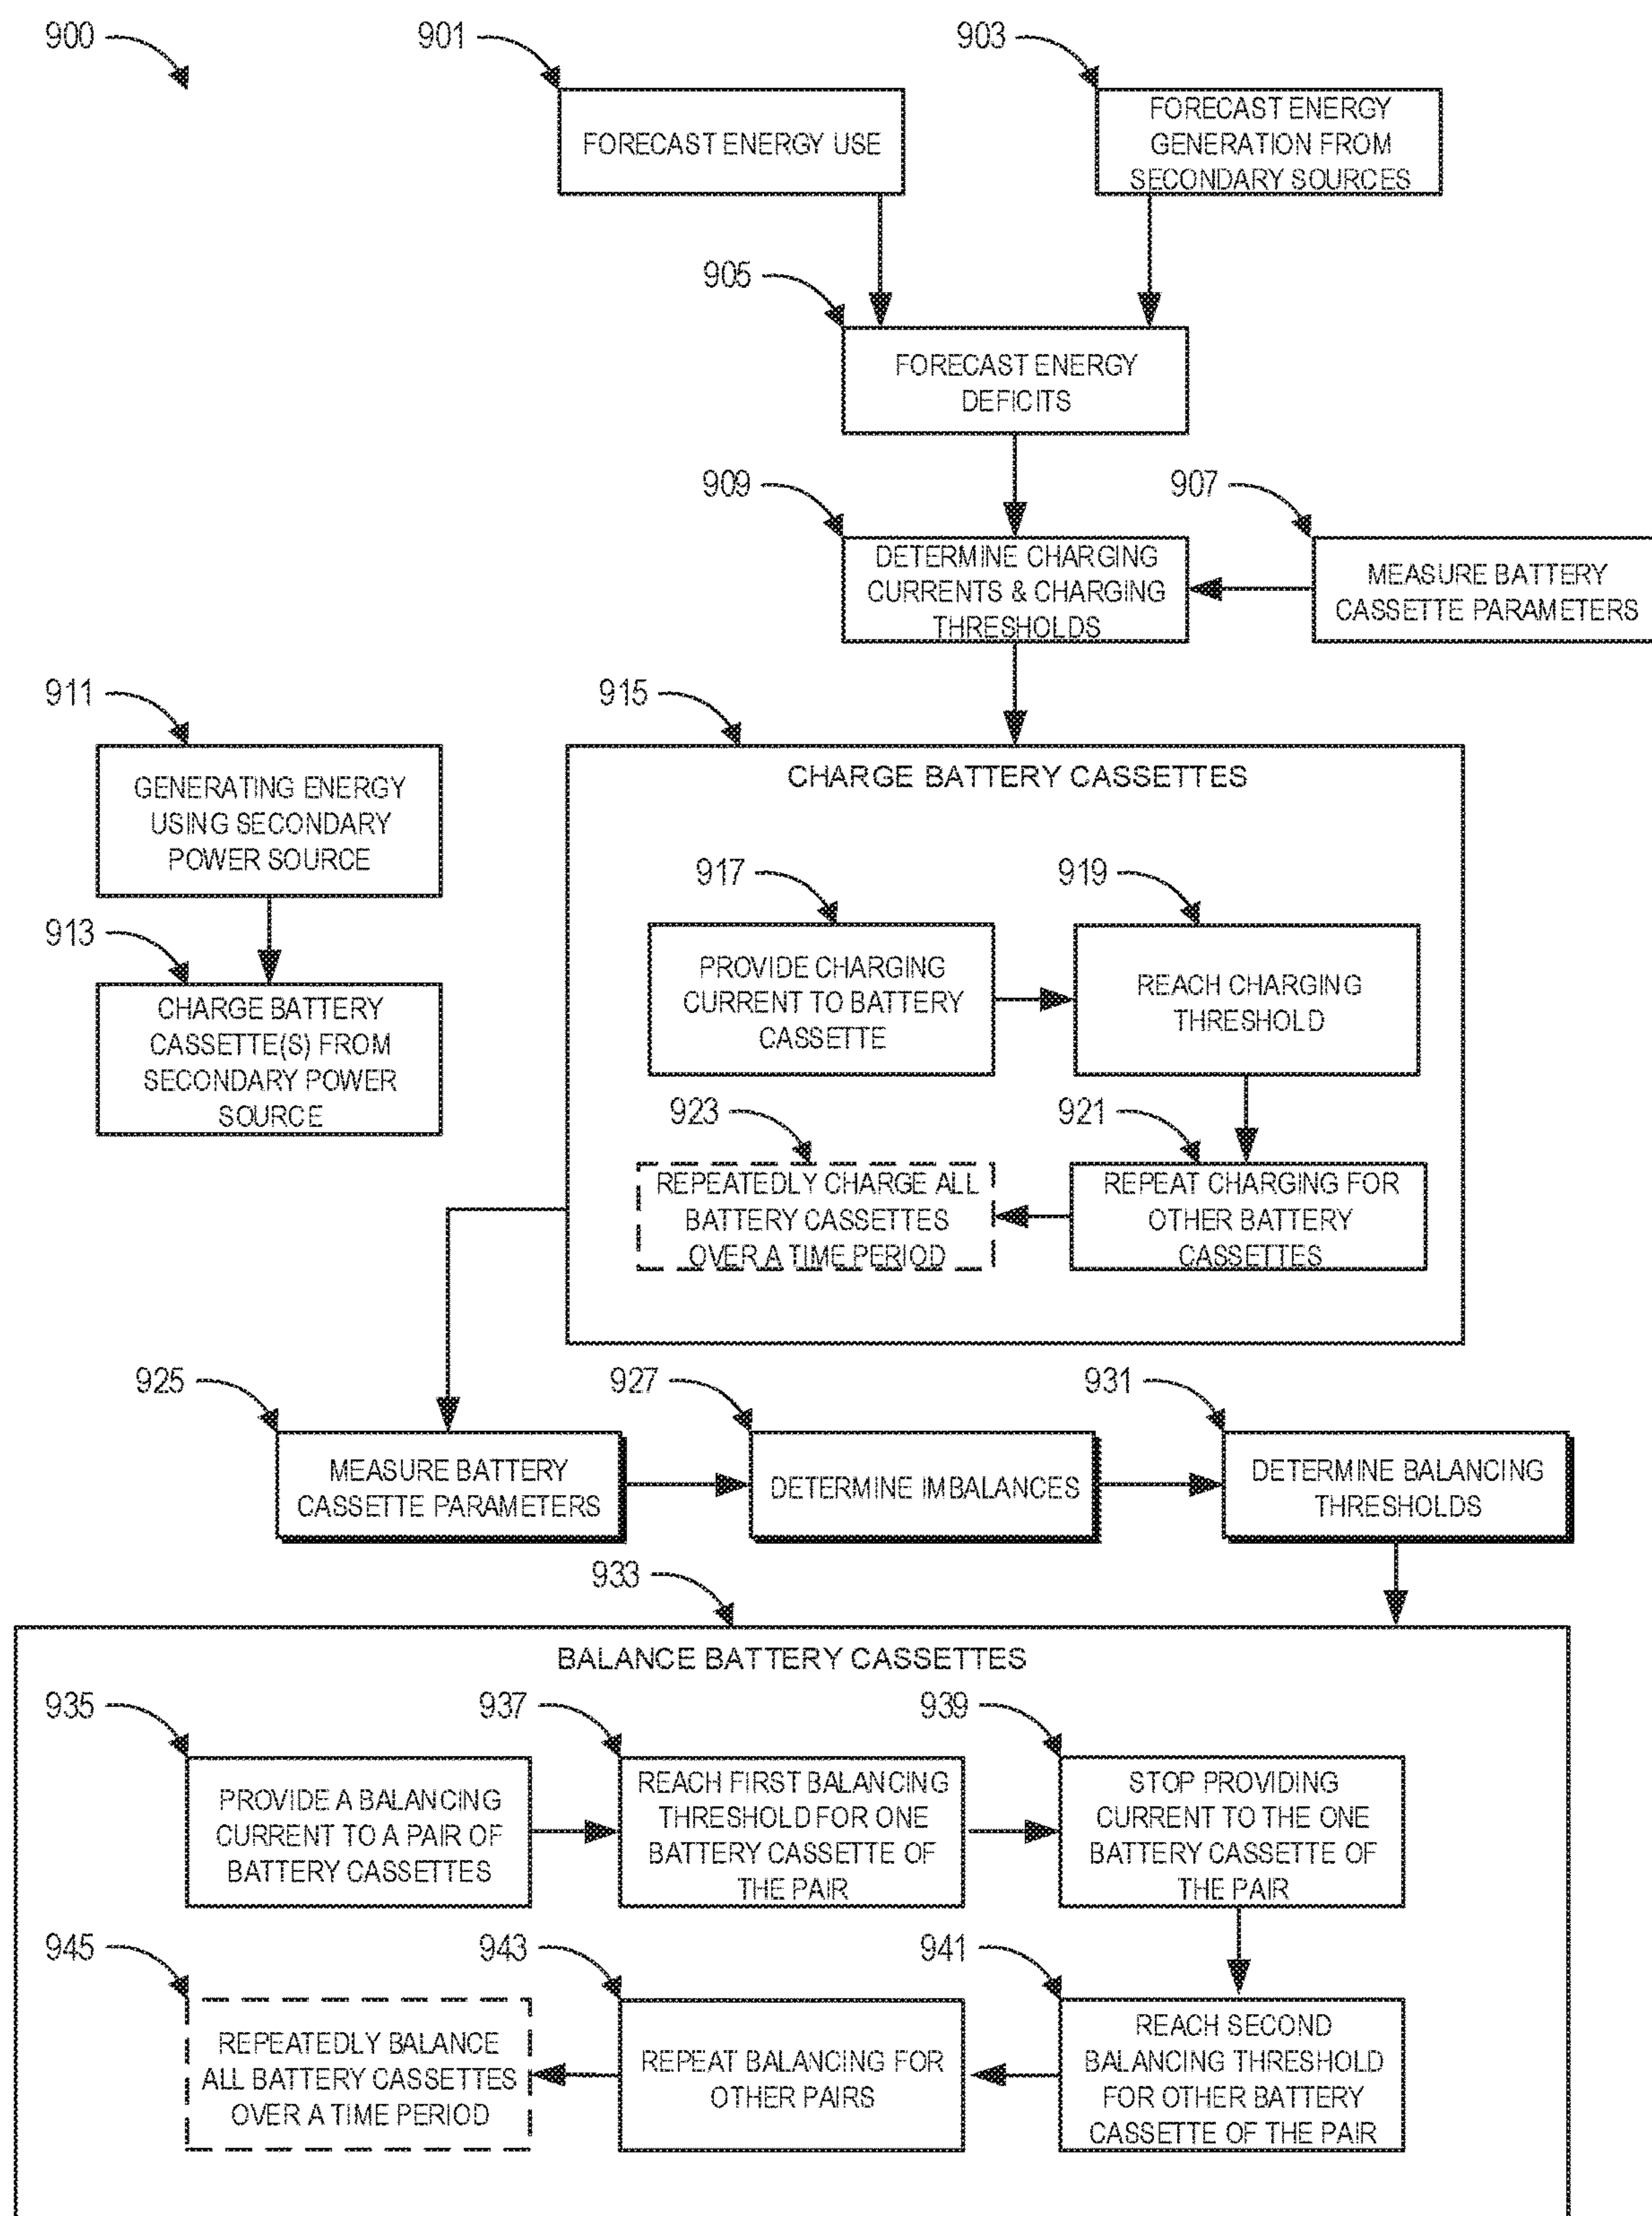 900
901
903
FORECAST ENERGY USE
FORECAST ENERGY
GENERATION FROM
SECONDARY SOURCES
905
FORECAST ENERGY
DEFICITS
909
907
DETERMINE CHARGING
CURRENTS & CHARGING
THRESHOLDS
MEASURE BATTERY
CASSETTE PARAMETERS
911
915
GENERATING ENERGY
USING SECONDARY
POWER SOURCE
CHARGE BATTERY CASSETTES
917
919
913
PROVIDE CHARGING
CURRENT TO BATTERY
CASSETTE
REACH CHARGING
THRESHOLD
CHARGE BATTERY
CASSETTE(S) FROM
SECONDARY POWER
SOURCE
923
921
REPEATEDLY CHARGE ALL
BATTERY CASSETTES
OVER A TIME PERIOD
REPEAT CHARGING FOR
OTHER BATTERY
CASSETTES
925
927
931
MEASURE BATTERY
CASSETTE PARAMETERS
DETERMINE IMBALANCES
DETERMINE BALANCING
THRESHOLDS
933
BALANCE BATTERY CASSETTES
935
937
939
PROVIDE A BALANCING
CURRENT TO A PAIR OF
BATTERY CASSETTES
REACH FIRST BALANCING
THRESHOLD FOR ONE
BATTERY CASSETTE OF
THE PAIR
STOP PROVIDING
CURRENT TO THE ONE
BATTERY CASSETTE OF
THE PAIR
945
943
941
REPEATEDLY BALANCE
ALL BATTERY CASSETTES
OVER A TIME PERIOD
REPEAT BALANCING FOR
OTHER PAIRS
REACH SECOND
BALANCING THRESHOLD
FOR OTHER BATTERY
CASSETTE OF THE PAIR